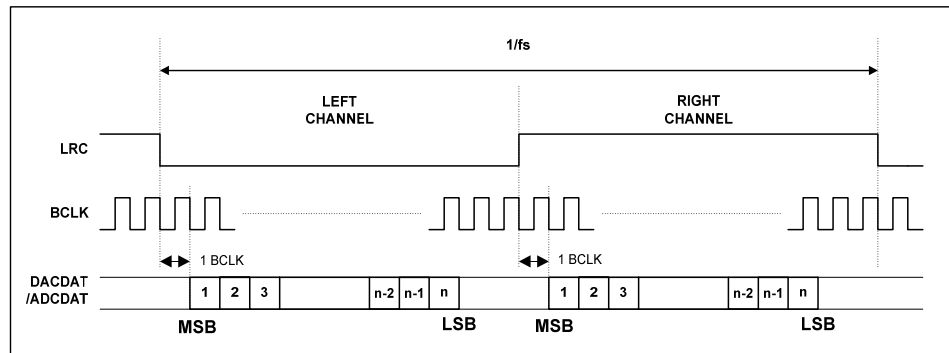 1/fs
LEFT
CHANNEL
RIGHT
CHANNEL
LRC
BCLK
1 BCLK
1 BCLK
DACDAT
/ADCDAT
1 2 3 n-2 n-1 n 1 2 3 n-2 n-1 n
MSB LSB MSB LSB